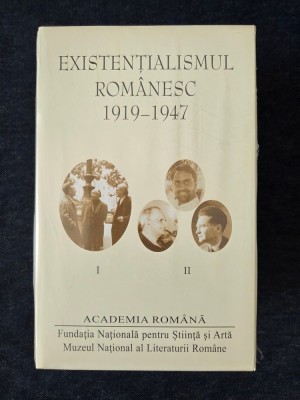 EXISTENȚIALISMUL
ROMÂNESC
1919–1947
I II
ACADEMIA ROMÂNĂ
Fundația Națională pentru Știință și Artă
Muzeul Național al Literaturii Române